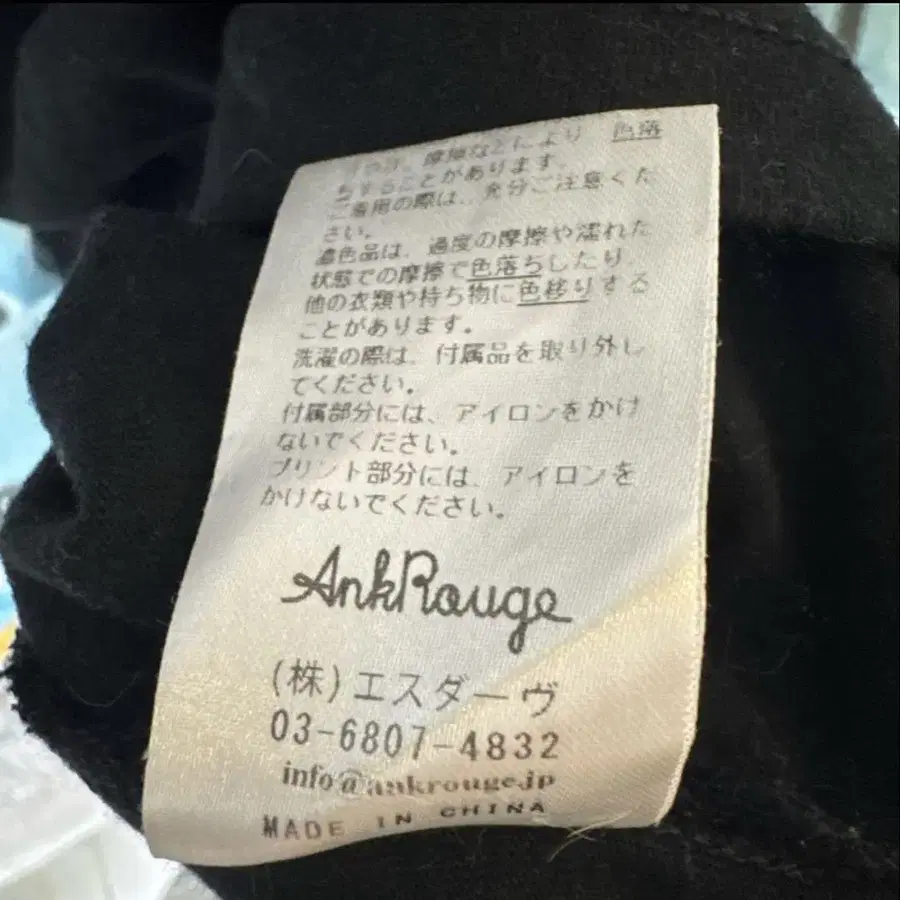 摩擦などにより 色落
ちすることがあります。
ご着用の際は、充分ご注意くだ
さい。
濃色品は、過度の摩擦や濡れた
状態での摩擦で色落ちしたり、
他の衣類や持ち物に色移りする
ことがあります。
洗濯の際は、付属品を取り外し
てください。
付属部分には、アイロンをかけ
ないでください。
プリント部分には、アイロンを
かけないでください。
AnkRouge
(株)エスダーヴ
03-6807-4832
info@ankrouge.jp
MADE IN CHINA